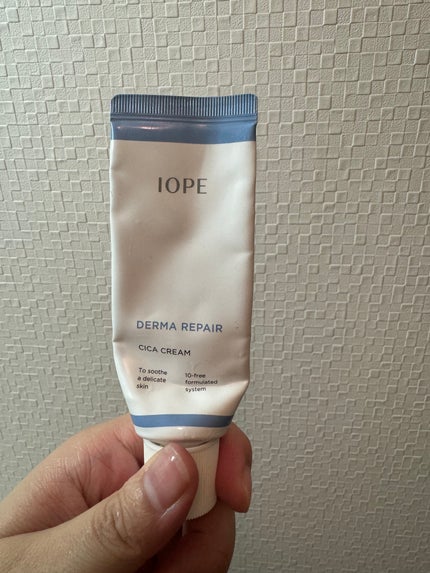 IOPE
DERMA REPAIR
CICA CREAM
To soothe
a delicate
skin
10-free
formulated
system